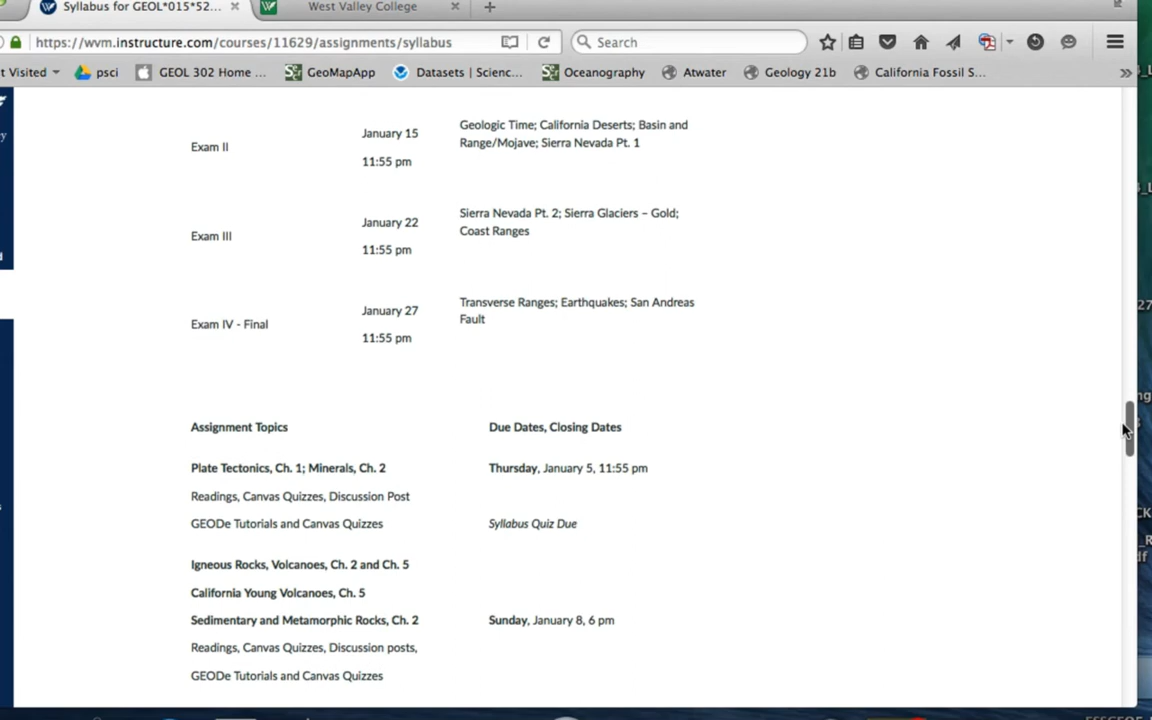 Syllabus for GEOL*015*52... × West Valley College × +
https://wvm.instructure.com/courses/11629/assignments/syllabus Search
t Visited psci GEOL 302 Home ... GeoMapApp Datasets | Scienc... Oceanography Atwater Geology 21b California Fossil S... »
Exam II
January 15
11:55 pm
Geologic Time; California Deserts; Basin and
Range/Mojave; Sierra Nevada Pt. 1
Exam III
January 22
11:55 pm
Sierra Nevada Pt. 2; Sierra Glaciers – Gold;
Coast Ranges
Exam IV - Final
January 27
11:55 pm
Transverse Ranges; Earthquakes; San Andreas
Fault
Assignment Topics Due Dates, Closing Dates
Plate Tectonics, Ch. 1; Minerals, Ch. 2 Thursday, January 5, 11:55 pm
Readings, Canvas Quizzes, Discussion Post
GEODe Tutorials and Canvas Quizzes Syllabus Quiz Due
Igneous Rocks, Volcanoes, Ch. 2 and Ch. 5
California Young Volcanoes, Ch. 5
Sedimentary and Metamorphic Rocks, Ch. 2 Sunday, January 8, 6 pm
Readings, Canvas Quizzes, Discussion posts,
GEODe Tutorials and Canvas Quizzes